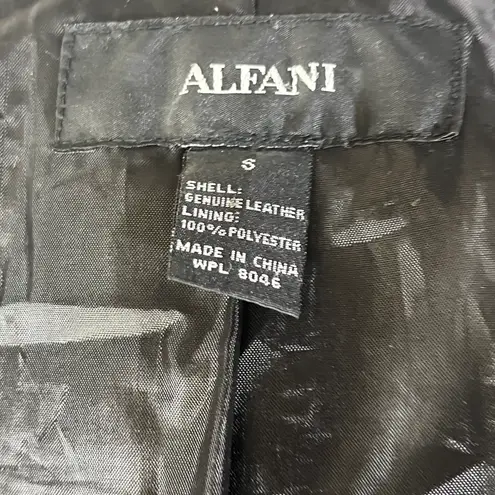 ALFANI
S
SHELL:
GENUINE LEATHER
LINING:
100% POLYESTER
MADE IN CHINA
WPL 8046